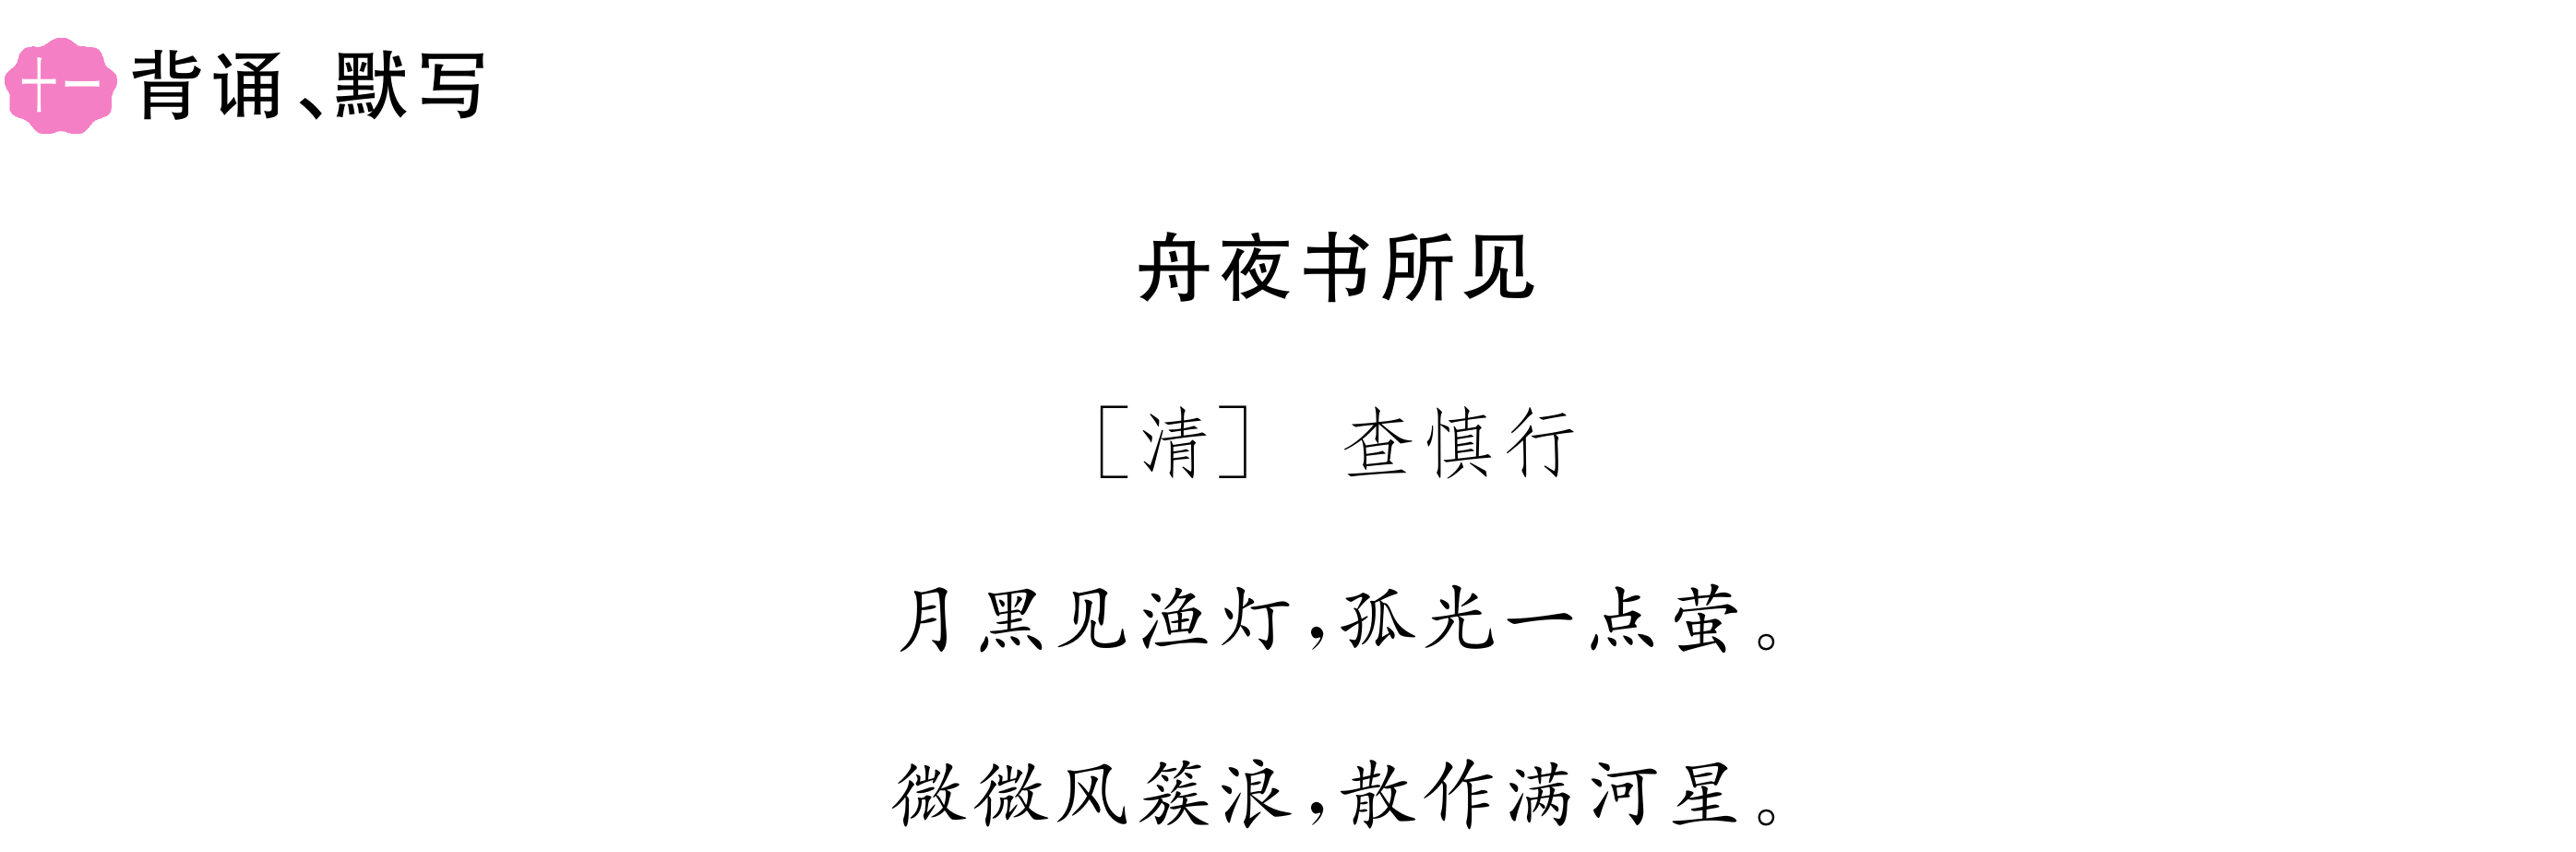 十一 背诵、默写
舟夜书所见
[清] 查慎行
月黑见渔灯,孤光一点萤。
微微风簇浪,散作满河星。